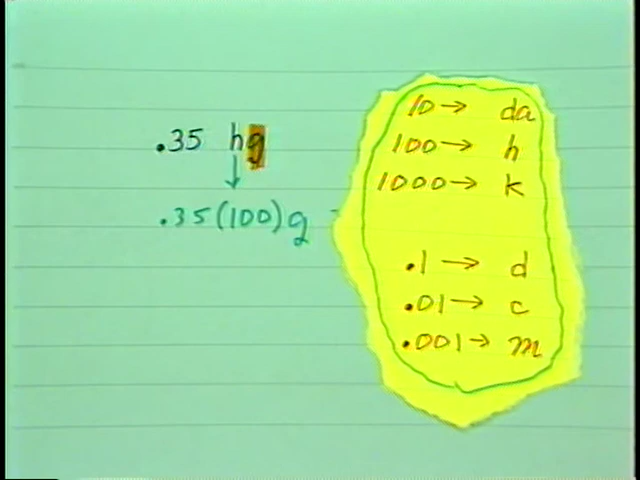 .35 hg
↓
.35(100)g
10→ da
100→ h
1000→ k
.1→ d
.01→ c
.001→ m